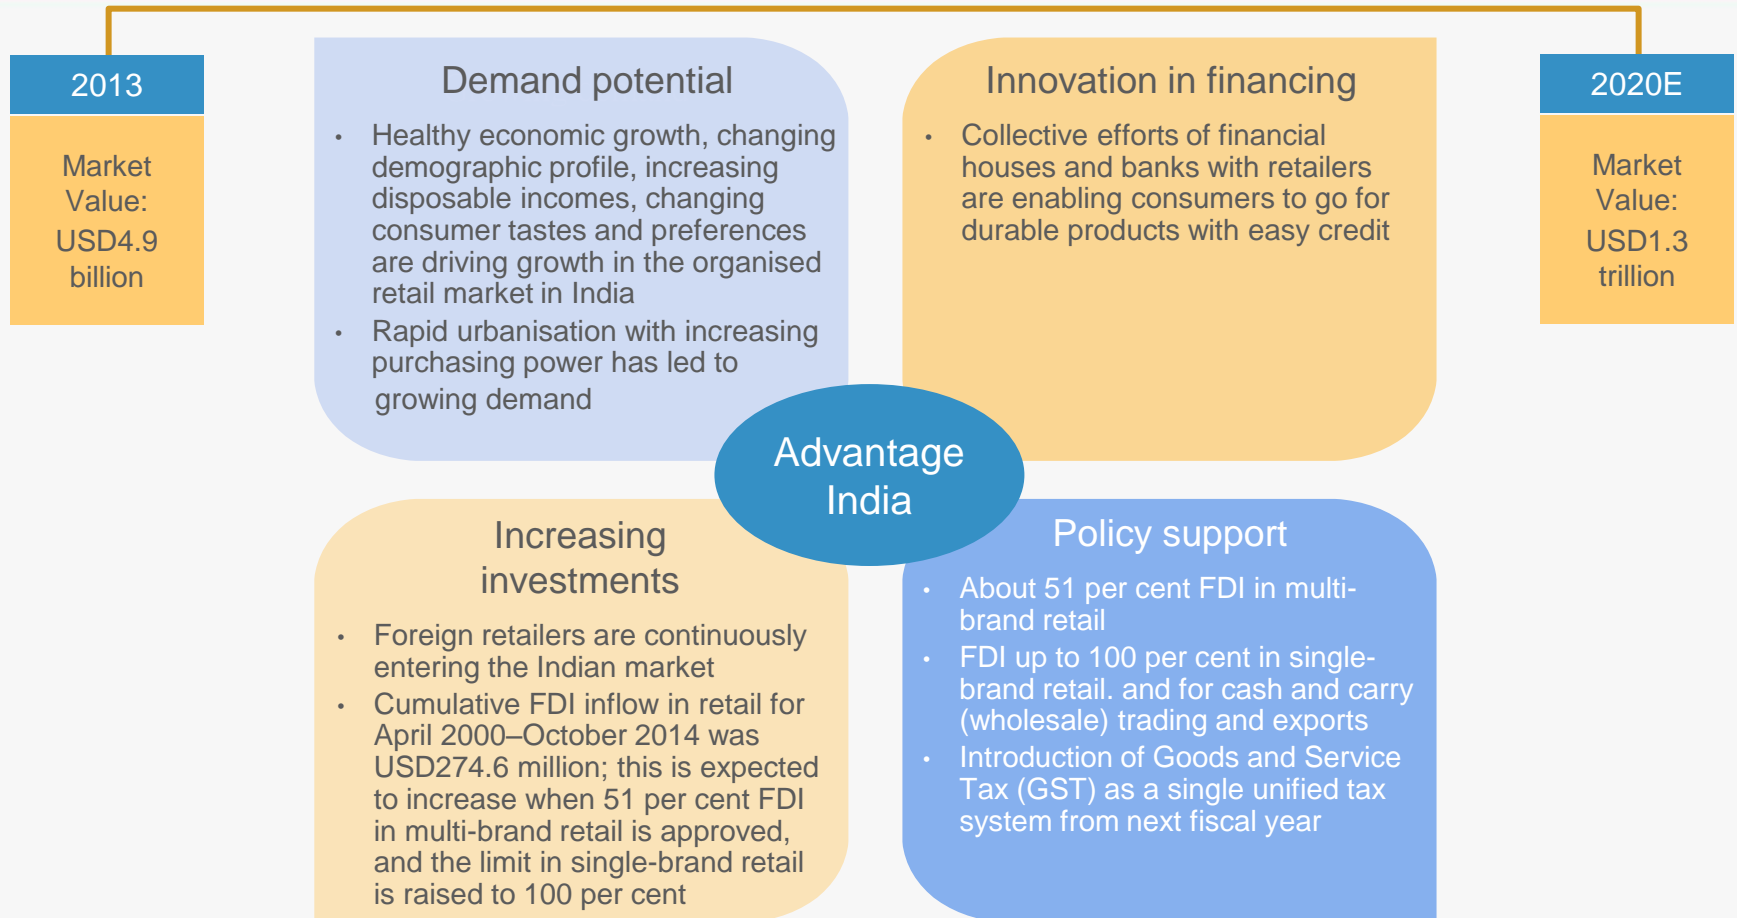 2013
Market
Value:
USD4.9
billion
Demand potential
• Healthy economic growth, changing
demographic profile, increasing
disposable incomes, changing
consumer tastes and preferences
are driving growth in the organised
retail market in India
• Rapid urbanisation with increasing
purchasing power has led to
growing demand
Innovation in financing
• Collective efforts of financial
houses and banks with retailers
are enabling consumers to go for
durable products with easy credit
2020E
Market
Value:
USD1.3
trillion
Advantage
India
Increasing
investments
• Foreign retailers are continuously
entering the Indian market
• Cumulative FDI inflow in retail for
April 2000–October 2014 was
USD274.6 million; this is expected
to increase when 51 per cent FDI
in multi-brand retail is approved,
and the limit in single-brand retail
is raised to 100 per cent
Policy support
• About 51 per cent FDI in multi-
brand retail
• FDI up to 100 per cent in single-
brand retail. and for cash and carry
(wholesale) trading and exports
• Introduction of Goods and Service
Tax (GST) as a single unified tax
system from next fiscal year